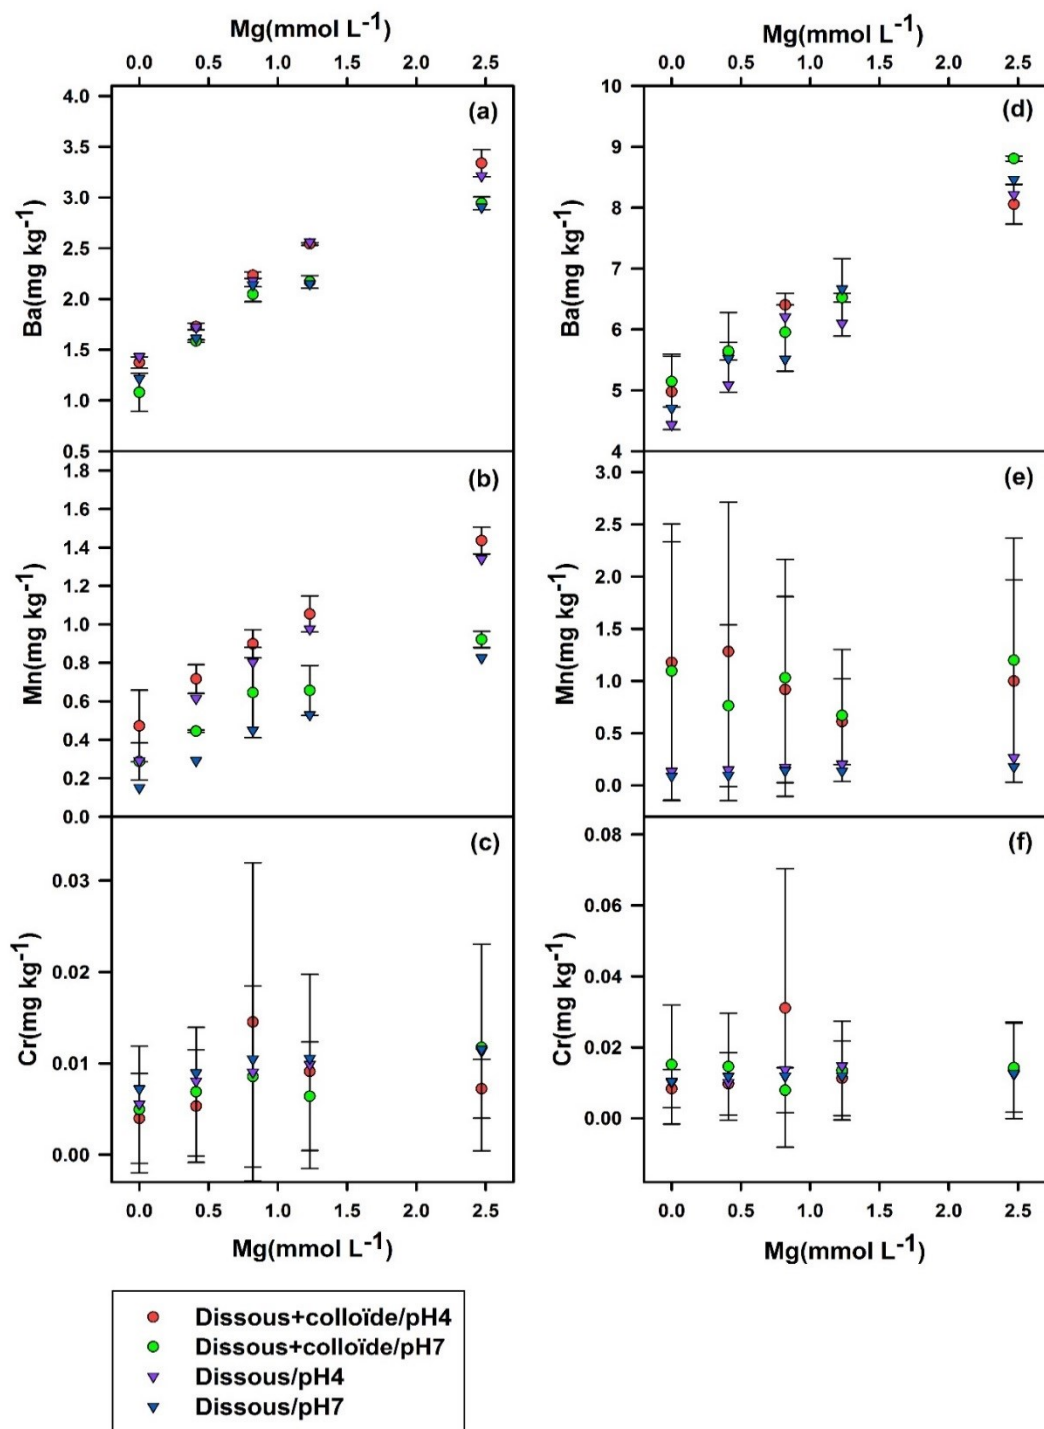 Mg(mmol L-1)
0.0 0.5 1.0 1.5 2.0 2.5
(a)
Ba(mg kg-1)
4.0
3.5
3.0
2.5
2.0
1.5
1.0
0.5
(b)
Mn(mg kg-1)
1.8
1.6
1.4
1.2
1.0
0.8
0.6
0.4
0.2
0.0
(c)
Cr(mg kg-1)
0.03
0.02
0.01
0.00
0.0 0.5 1.0 1.5 2.0 2.5
Mg(mmol L-1)
Mg(mmol L-1)
0.0 0.5 1.0 1.5 2.0 2.5
(d)
Ba(mg kg-1)
10
9
8
6
7
6
5
4
(e)
Mn(mg kg-1)
3.0
2.5
2.0
1.5
1.0
0.5
0.0
(f)
Cr(mg kg-1)
0.08
0.06
0.04
0.02
0.00
0.0 0.5 1.0 1.5 2.0 2.5
Mg(mmol L-1)
Dissous+colloïde/pH4
Dissous+colloïde/pH7
Dissous/pH4
Dissous/pH7